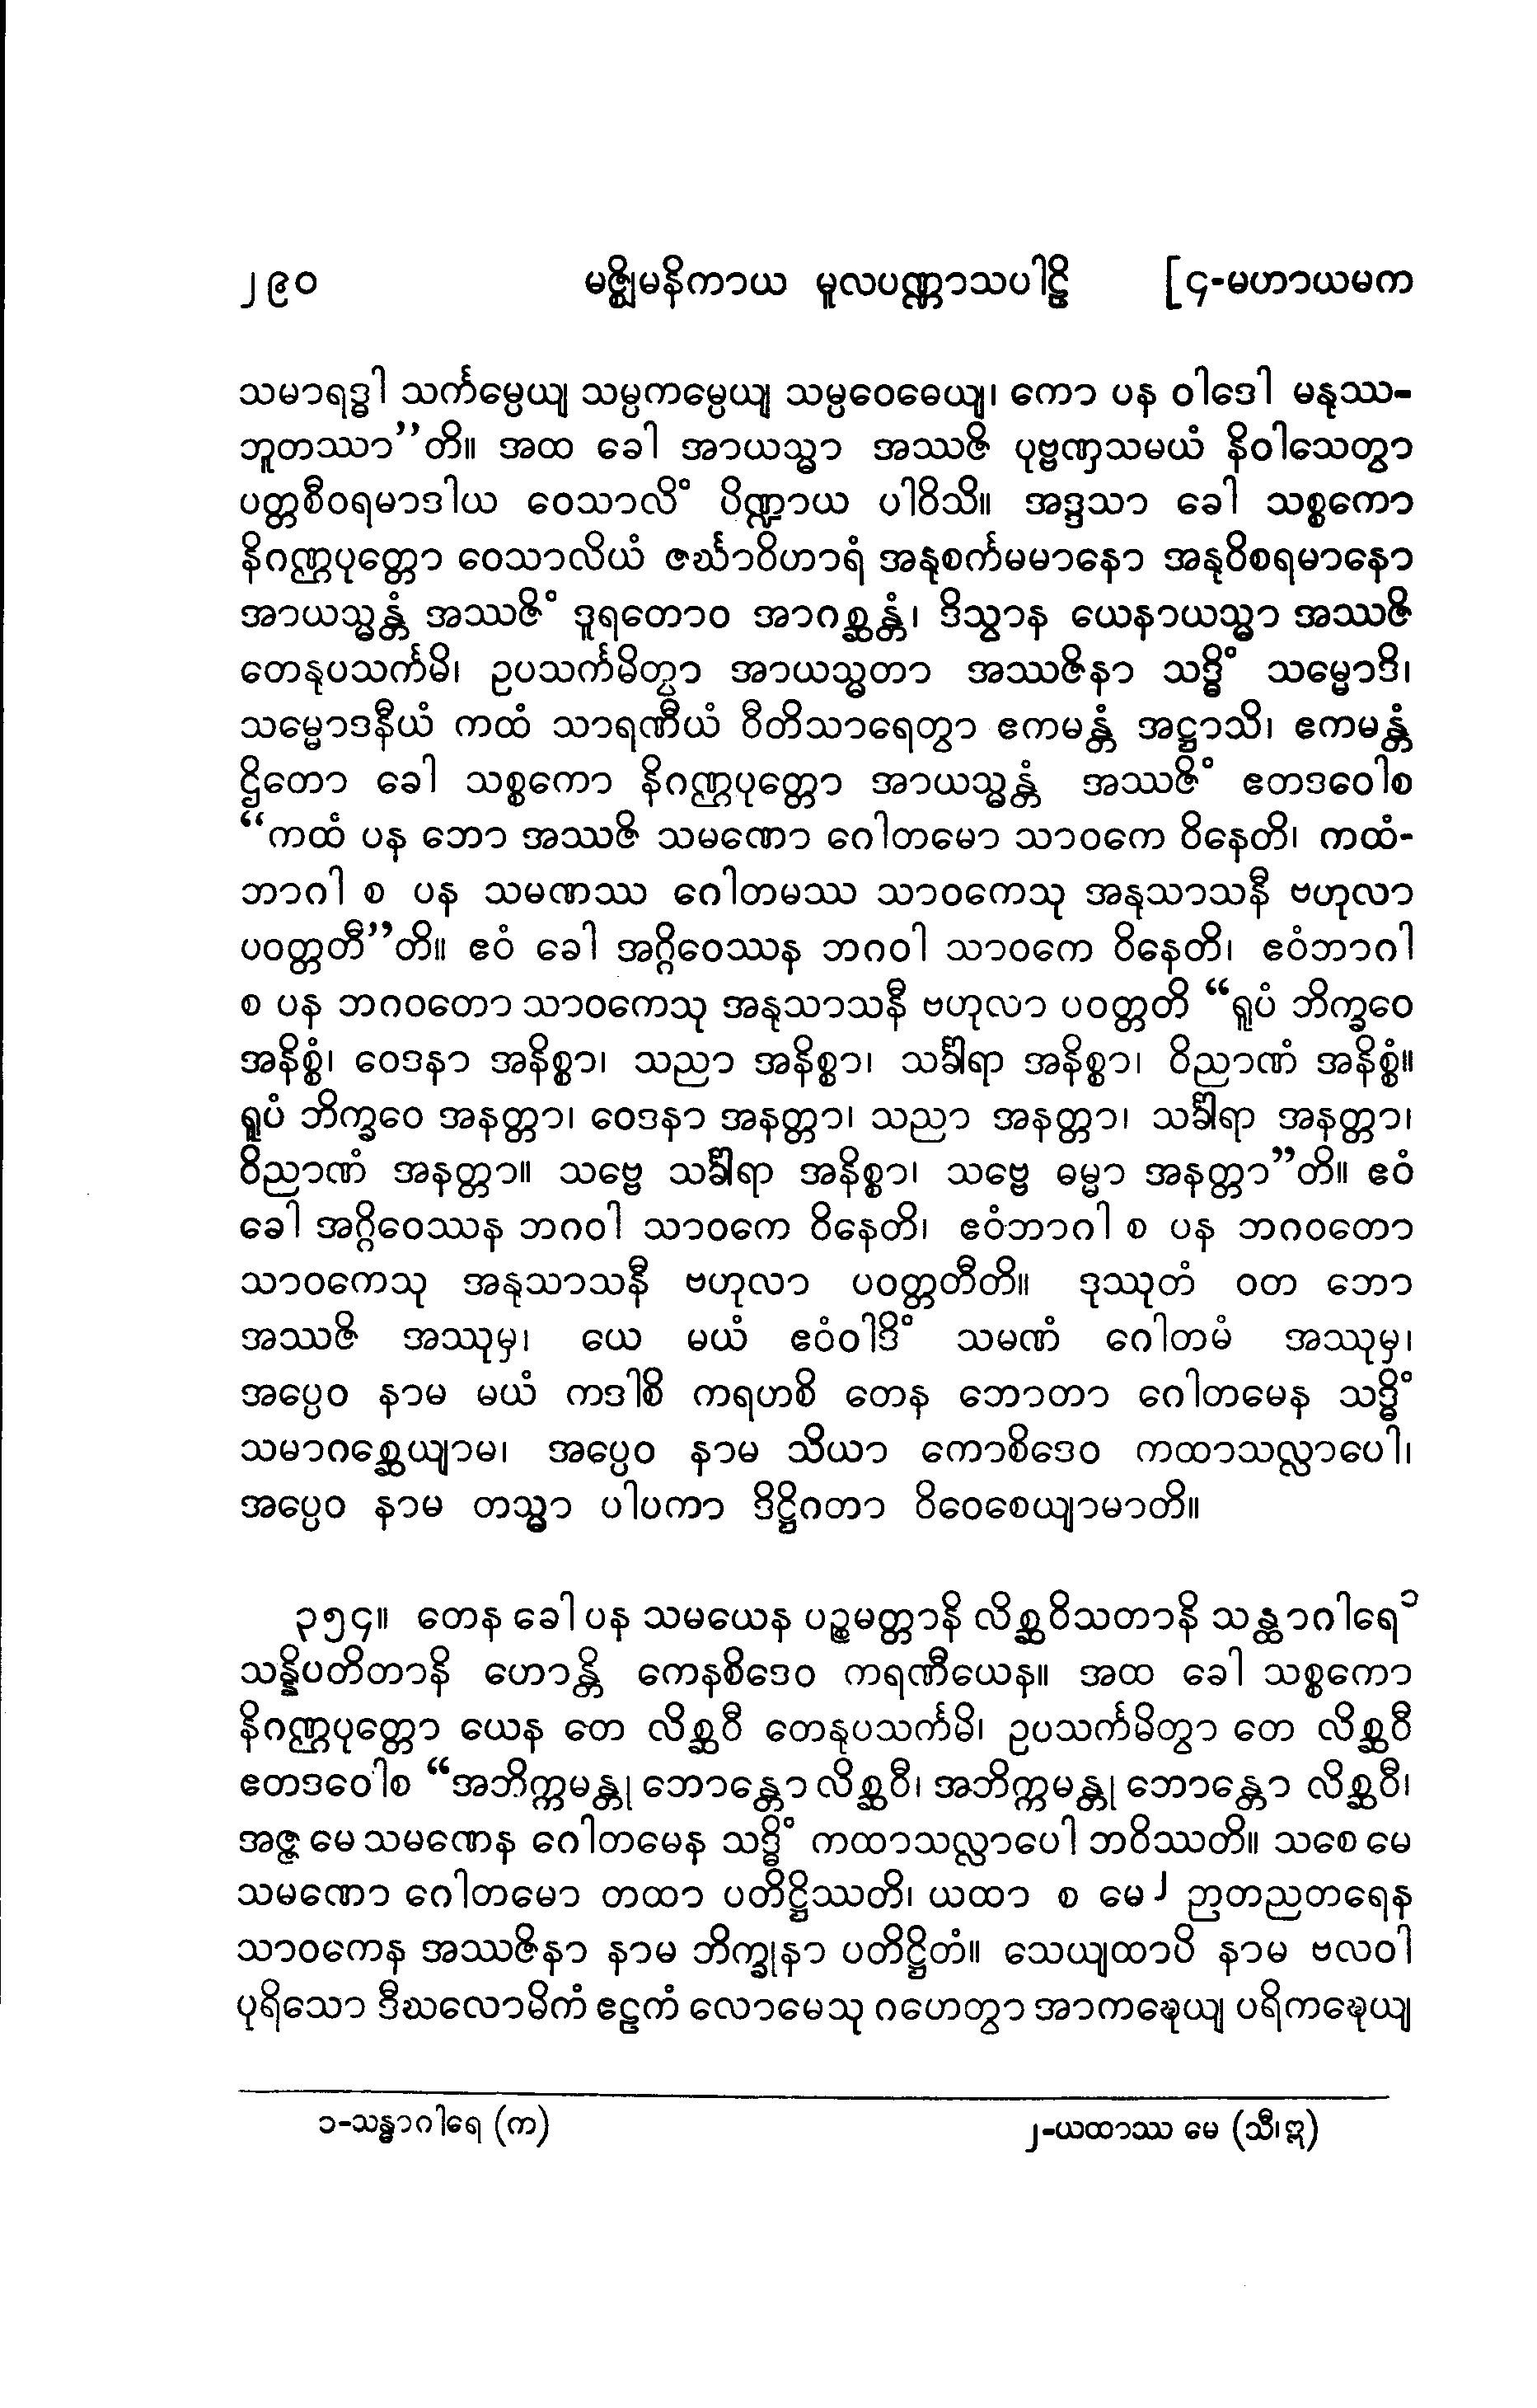 ၂၉၀ မဇ္ဈိမနိကာယ မူလပဏ္ဏာသပါဠိ [၄-မဟာယမက
သမာရဒ္ဓါ သင်္ကမ္ပေယျ သမ္ပကမ္ပေယျ သမ္ပဝေဓေယျ၊ ကော ပန ဝါဒေါ မနုဿ-
ဘူတဿာ”တိ။ အထ ခေါ အာယသ္မာ အဿဇိ ပုဗ္ဗဏှသမယံ နိဝါသေတွာ
ပတ္တစီဝရမာဒါယ ဝေသာလိံ ပိဏ္ဍာယ ပါဝိသိ။ အဒ္ဒသာ ခေါ သစ္စကော
နိဂဏ္ဌပုတ္တော ဝေသာလိယံ ဇင်္ဃာဝိဟာရံ အနုစင်္ကမမာနော အနုဝိစရမာနော
အာယသ္မန္တံ အဿဇိံ ဒူရတောဝ အာဂစ္ဆန္တံ၊ ဒိသွာန ယေနာယသ္မာ အဿဇိ
တေနုပသင်္ကမိ၊ ဥပသင်္ကမိတွာ အာယသ္မတာ အဿဇိနာ သဒ္ဓိံ သမ္မောဒိ၊
သမ္မောဒနီယံ ကထံ သာရဏီယံ ဝီတိသာရေတွာ ဧကမန္တံ အဋ္ဌာသိ၊ ဧကမန္တံ
ဌိတော ခေါ သစ္စကော နိဂဏ္ဌပုတ္တော အာယသ္မန္တံ အဿဇိံ ဧတဒဝေါစ
“ကထံ ပန ဘော အဿဇိ သမဏော ဂေါတမော သာဝကေ ဝိနေတိ၊ ကထံ-
ဘာဂါ စ ပန သမဏဿ ဂေါတမဿ သာဝကေသု အနုသာသနီ ဗဟုလာ
ပဝတ္တတီ”တိ။ ဧဝံ ခေါ အဂ္ဂိဝေဿန ဘဂဝါ သာဝကေ ဝိနေတိ၊ ဧဝံဘာဂါ
စ ပန ဘဂဝတော သာဝကေသု အနုသာသနီ ဗဟုလာ ပဝတ္တတိ “ရူပံ ဘိက္ခဝေ
အနိစ္စံ၊ ဝေဒနာ အနိစ္စာ၊ သညာ အနိစ္စာ၊ သင်္ခါရာ အနိစ္စာ၊ ဝိညာဏံ အနိစ္စံ။
ရူပံ ဘိက္ခဝေ အနတ္တာ၊ ဝေဒနာ အနတ္တာ၊ သညာ အနတ္တာ၊ သင်္ခါရာ အနတ္တာ၊
ဝိညာဏံ အနတ္တာ။ သဗ္ဗေ သင်္ခါရာ အနိစ္စာ၊ သဗ္ဗေ ဓမ္မာ အနတ္တာ”တိ။ ဧဝံ
ခေါ အဂ္ဂိဝေဿန ဘဂဝါ သာဝကေ ဝိနေတိ၊ ဧဝံဘာဂါ စ ပန ဘဂဝတော
သာဝကေသု အနုသာသနီ ဗဟုလာ ပဝတ္တတီတိ။ ဒုဿုတံ ဝတ ဘော
အဿဇိ အဿုမှ၊ ယေ မယံ ဧဝံဝါဒိံ သမဏံ ဂေါတမံ အဿုမှ၊
အပ္ပေဝ နာမ မယံ ကဒါစိ ကရဟစိ တေန ဘောတာ ဂေါတမေန သဒ္ဓိံ
သမာဂစ္ဆေယျာမ၊ အပ္ပေဝ နာမ သိယာ ကောစိဒေဝ ကထာသလ္လာပေါ၊
အပ္ပေဝ နာမ တသ္မာ ပါပကာ ဒိဋ္ဌိဂတာ ဝိဝေစေယျာမာတိ။
၃၅၄။ တေန ခေါ ပန သမယေန ပဉ္စမတ္တာနိ လိစ္ဆဝိသတာနိ သန္ထာဂါရေ၁
သန္နိပတိတာနိ ဟောန္တိ ကေနစိဒေဝ ကရဏီယေန။ အထ ခေါ သစ္စကော
နိဂဏ္ဌပုတ္တော ယေန တေ လိစ္ဆဝီ တေနုပသင်္ကမိ၊ ဥပသင်္ကမိတွာ တေ လိစ္ဆဝီ
ဧတဒဝေါစ “အဘိက္ကမန္တု ဘောန္တော လိစ္ဆဝီ၊ အဘိက္ကမန္တု ဘောန္တော လိစ္ဆဝီ၊
အဇ္ဇ မေ သမဏေန ဂေါတမေန သဒ္ဓိံ ကထာသလ္လာပေါ ဘဝိဿတိ။ သစေ မေ
သမဏော ဂေါတမော တထာ ပတိဋ္ဌိဿတိ၊ ယထာ စ မေ၂ ဉာတညတရေန
သာဝကေန အဿဇိနာ နာမ ဘိက္ခုနာ ပတိဋ္ဌိတံ။ သေယျထာပိ နာမ ဗလဝါ
ပုရိသော ဒီဃလောမိကံ ဧဠကံ လောမေသု ဂဟေတွာ အာကဍ္ဎေယျ ပရိကဍ္ဎေယျ
၁-သန္ဓာဂါရေ (က) ၂-ယထာဿ မေ (သီ၊ဣ)